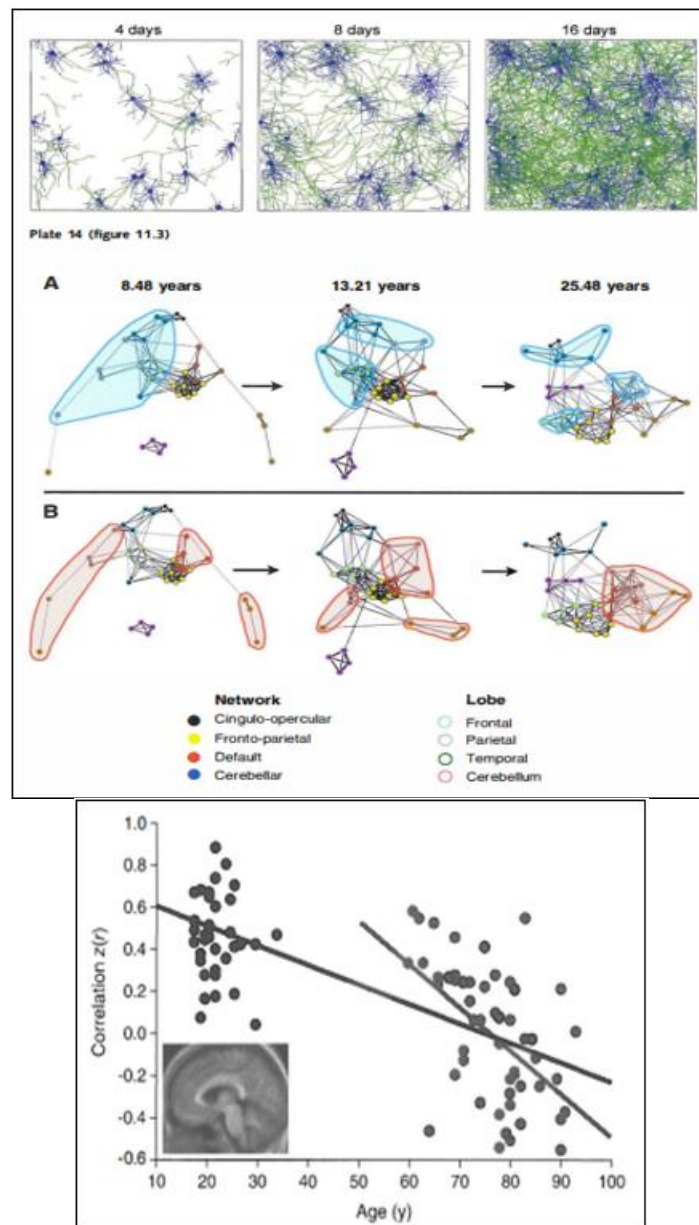 4 days 8 days 16 days
Plate 14 (figure 11.3)
A 8.48 years 13.21 years 25.48 years
B
Network Lobe
Cingulo-opercular Frontal
Fronto-parietal Parietal
Default Temporal
Cerebellar Cerebellum
1.0
0.8
0.6
0.4
0.2
0.0
-0.2
-0.4
-0.6
Correlation z(r)
10 20 30 40 50 60 70 80 90 100
Age (y)